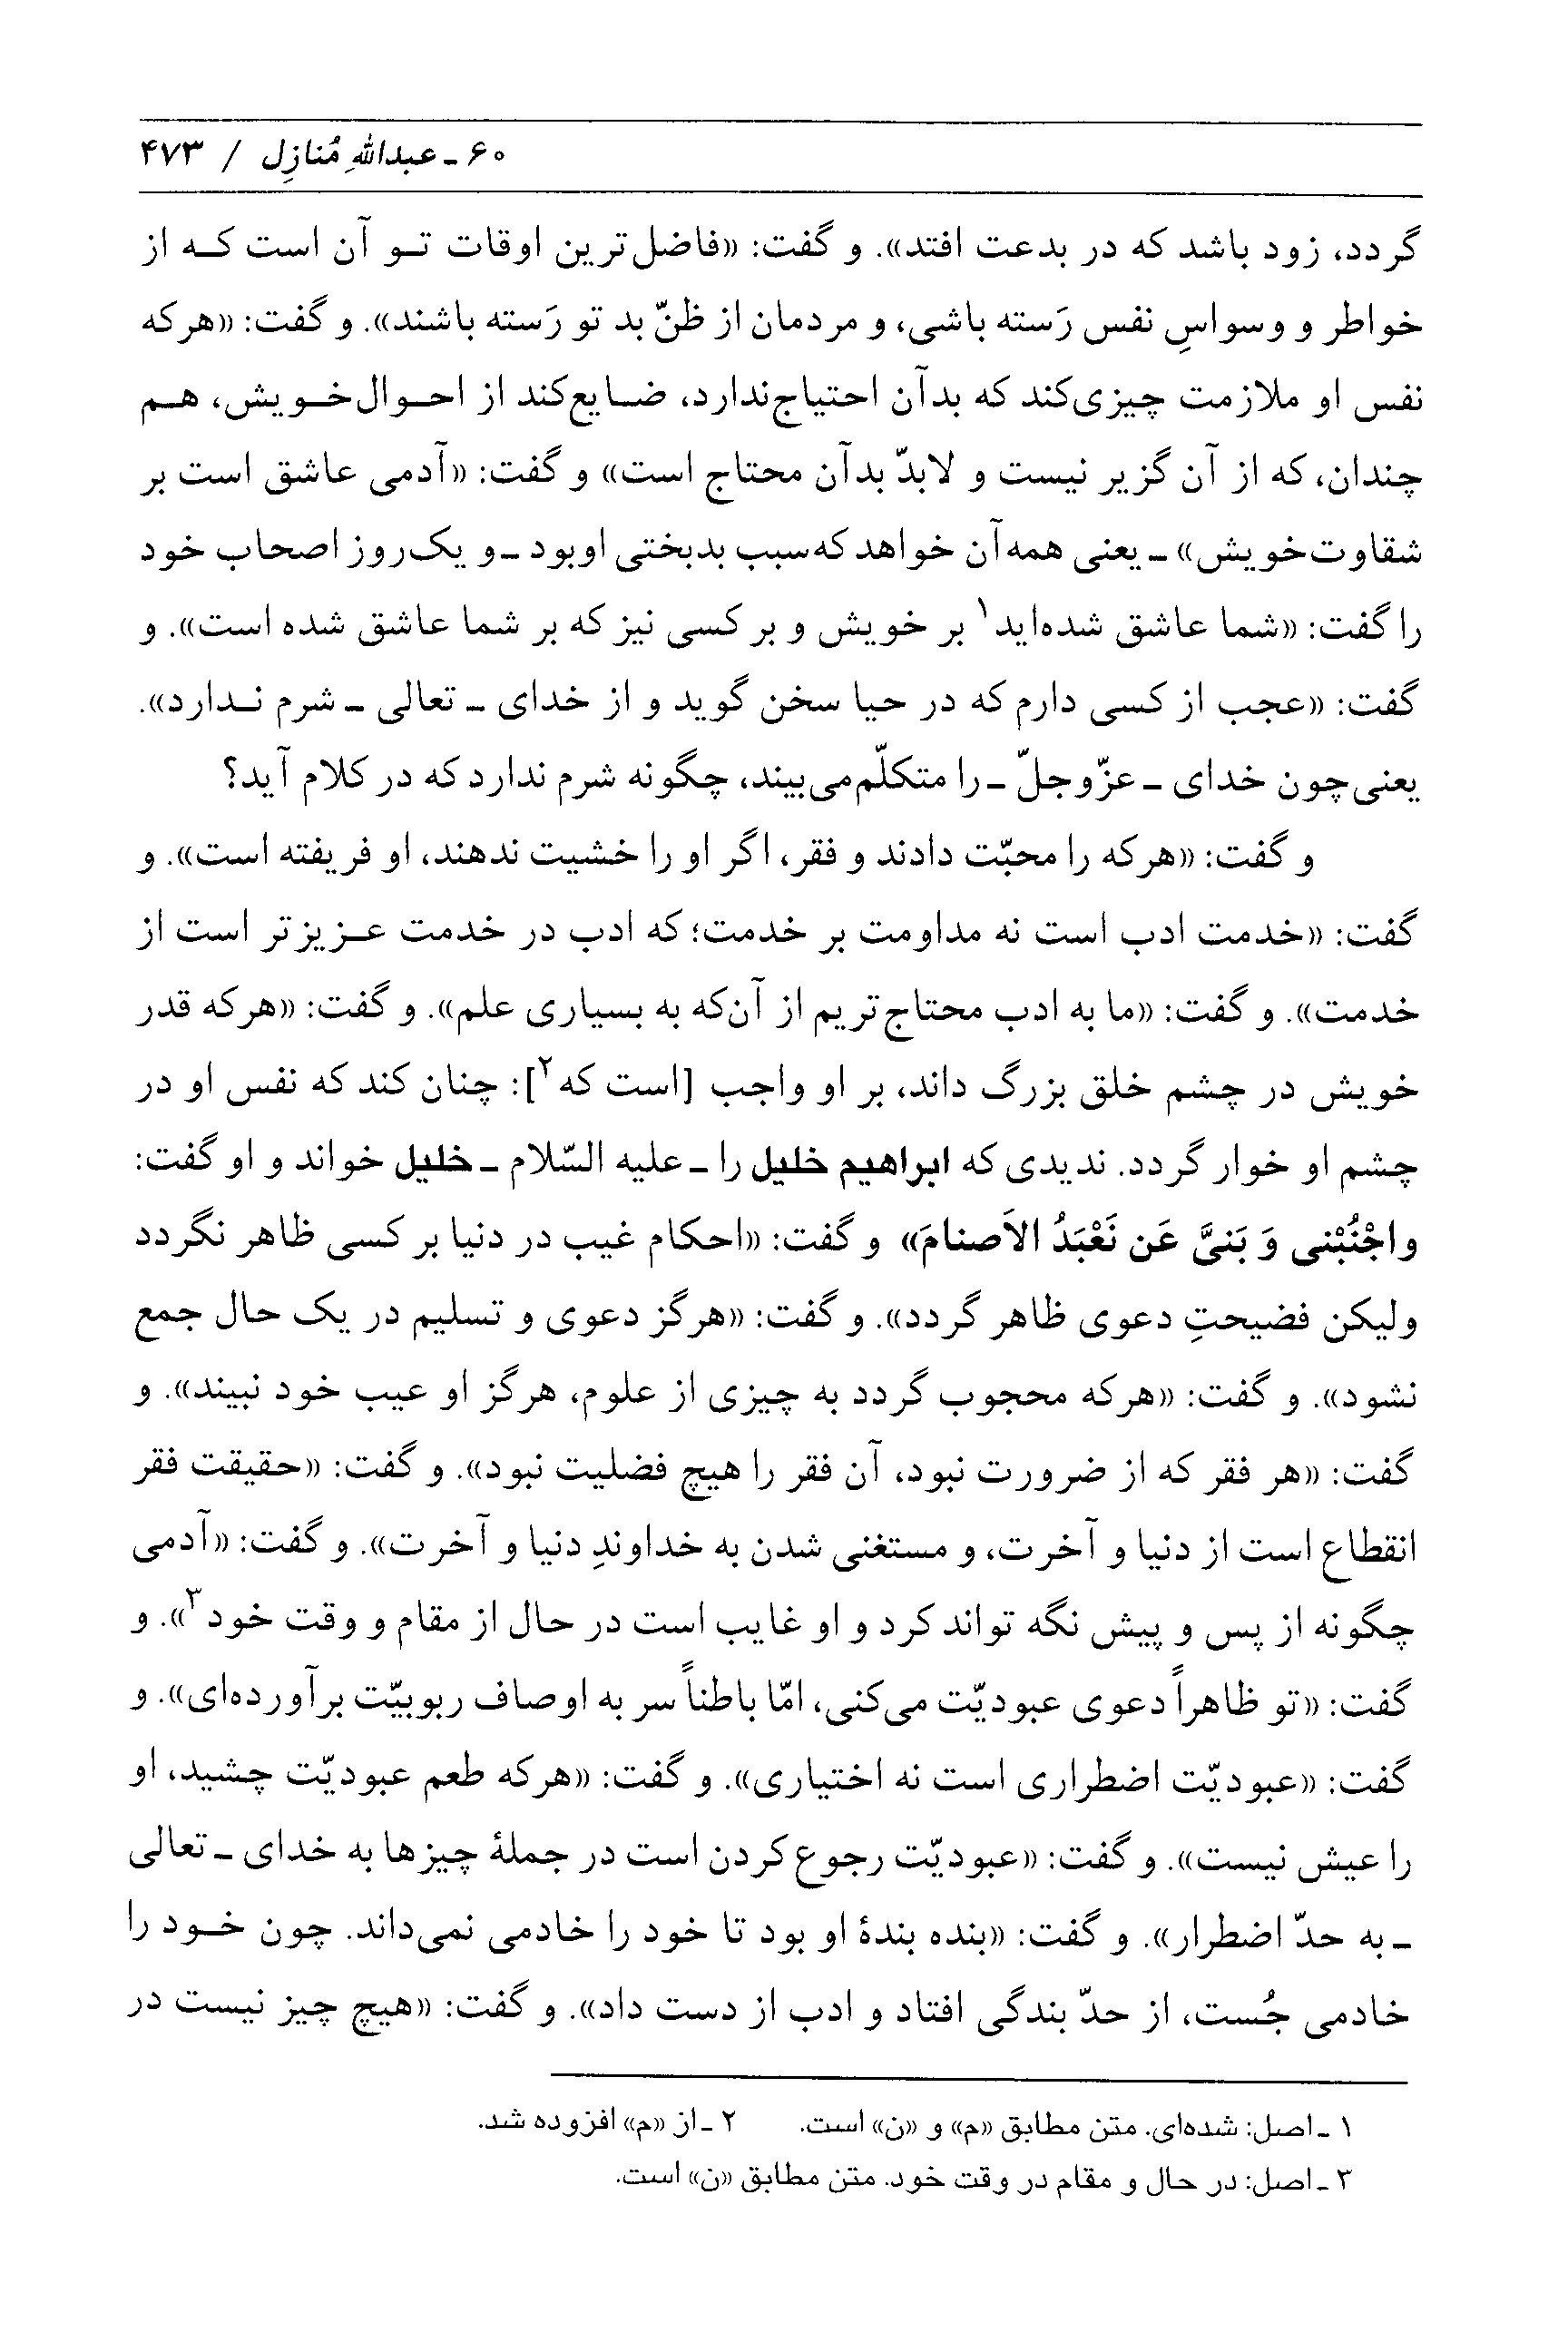 ۶۰ ـ عبداللهِ مُنازِل / ۴۷۳
گردد، زود باشد که در بدعت افتد». و گفت: «فاضل‌ترین اوقات تـو آن است کـه از
خواطر و وسواسِ نفس رَسته باشی، و مردمان از ظنّ بد تو رَسته باشند». و گفت: «هرکه
نفس او ملازمت چیزی‌کند که بدآن احتیاج‌ندارد، ضـایع‌کند از احـوال‌خـویش، هـم
چندان، که از آن گزیر نیست و لابدّ بدآن محتاج است» و گفت: «آدمی عاشق است بر
شقاوت‌خویش» ـ یعنی همه‌آن خواهد که‌سبب بدبختی اوبود ـ و یک‌روز اصحاب خود
را گفت: «شما عاشق شده‌اید۱ بر خویش و بر کسی نیز که بر شما عاشق شده است». و
گفت: «عجب از کسی دارم که در حیا سخن گوید و از خدای ـ تعالی ـ شرم نـدارد».
یعنی‌چون خدای ـ عزّوجلّ ـ را متکلّم‌می‌بیند، چگونه شرم ندارد که در کلام آید؟
و گفت: «هرکه را محبّت دادند و فقر، اگر او را خشیت ندهند، او فریفته است». و
گفت: «خدمت ادب است نه مداومت بر خدمت؛ که ادب در خدمت عـزیزتر است از
خدمت». و گفت: «ما به ادب محتاج‌تریم از آن‌که به بسیاری علم». و گفت: «هرکه قدر
خویش در چشم خلق بزرگ داند، بر او واجب [است که۲]: چنان کند که نفس او در
چشم او خوار گردد. ندیدی که ابراهیم خلیل را ـ علیه السّلام ـ خلیل خواند و او گفت:
واجْنُبْنی وَ بَنیَّ عَن نَعْبَدُ الاَصنامَ» و گفت: «احکام غیب در دنیا بر کسی ظاهر نگردد
ولیکن فضیحتِ دعوی ظاهر گردد». و گفت: «هرگز دعوی و تسلیم در یک حال جمع
نشود». و گفت: «هرکه محجوب گردد به چیزی از علوم، هرگز او عیب خود نبیند». و
گفت: «هر فقر که از ضرورت نبود، آن فقر را هیچ فضلیت نبود». و گفت: «حقیقت فقر
انقطاع است از دنیا و آخرت، و مستغنی شدن به خداوندِ دنیا و آخرت». و گفت: «آدمی
چگونه از پس و پیش نگه تواند کرد و او غایب است در حال از مقام و وقت خود۳». و
گفت: «تو ظاهراً دعوی عبودیّت می‌کنی، امّا باطناً سر به اوصاف ربوبیّت برآورده‌ای». و
گفت: «عبودیّت اضطراری است نه اختیاری». و گفت: «هرکه طعم عبودیّت چشید، او
را عیش نیست». و گفت: «عبودیّت رجوع کردن است در جملهٔ چیزها به خدای ـ تعالی
ـ به حدّ اضطرار». و گفت: «بنده بندهٔ او بود تا خود را خادمی نمی‌داند. چون خـود را
خادمی جُست، از حدّ بندگی افتاد و ادب از دست داد». و گفت: «هیچ چیز نیست در
۱ ـ اصل: شده‌ای. متن مطابق «م» و «ن» است. ۲ ـ از «م» افزوده شد.
۳ ـ اصل: در حال و مقام در وقت خود. متن مطابق «ن» است.